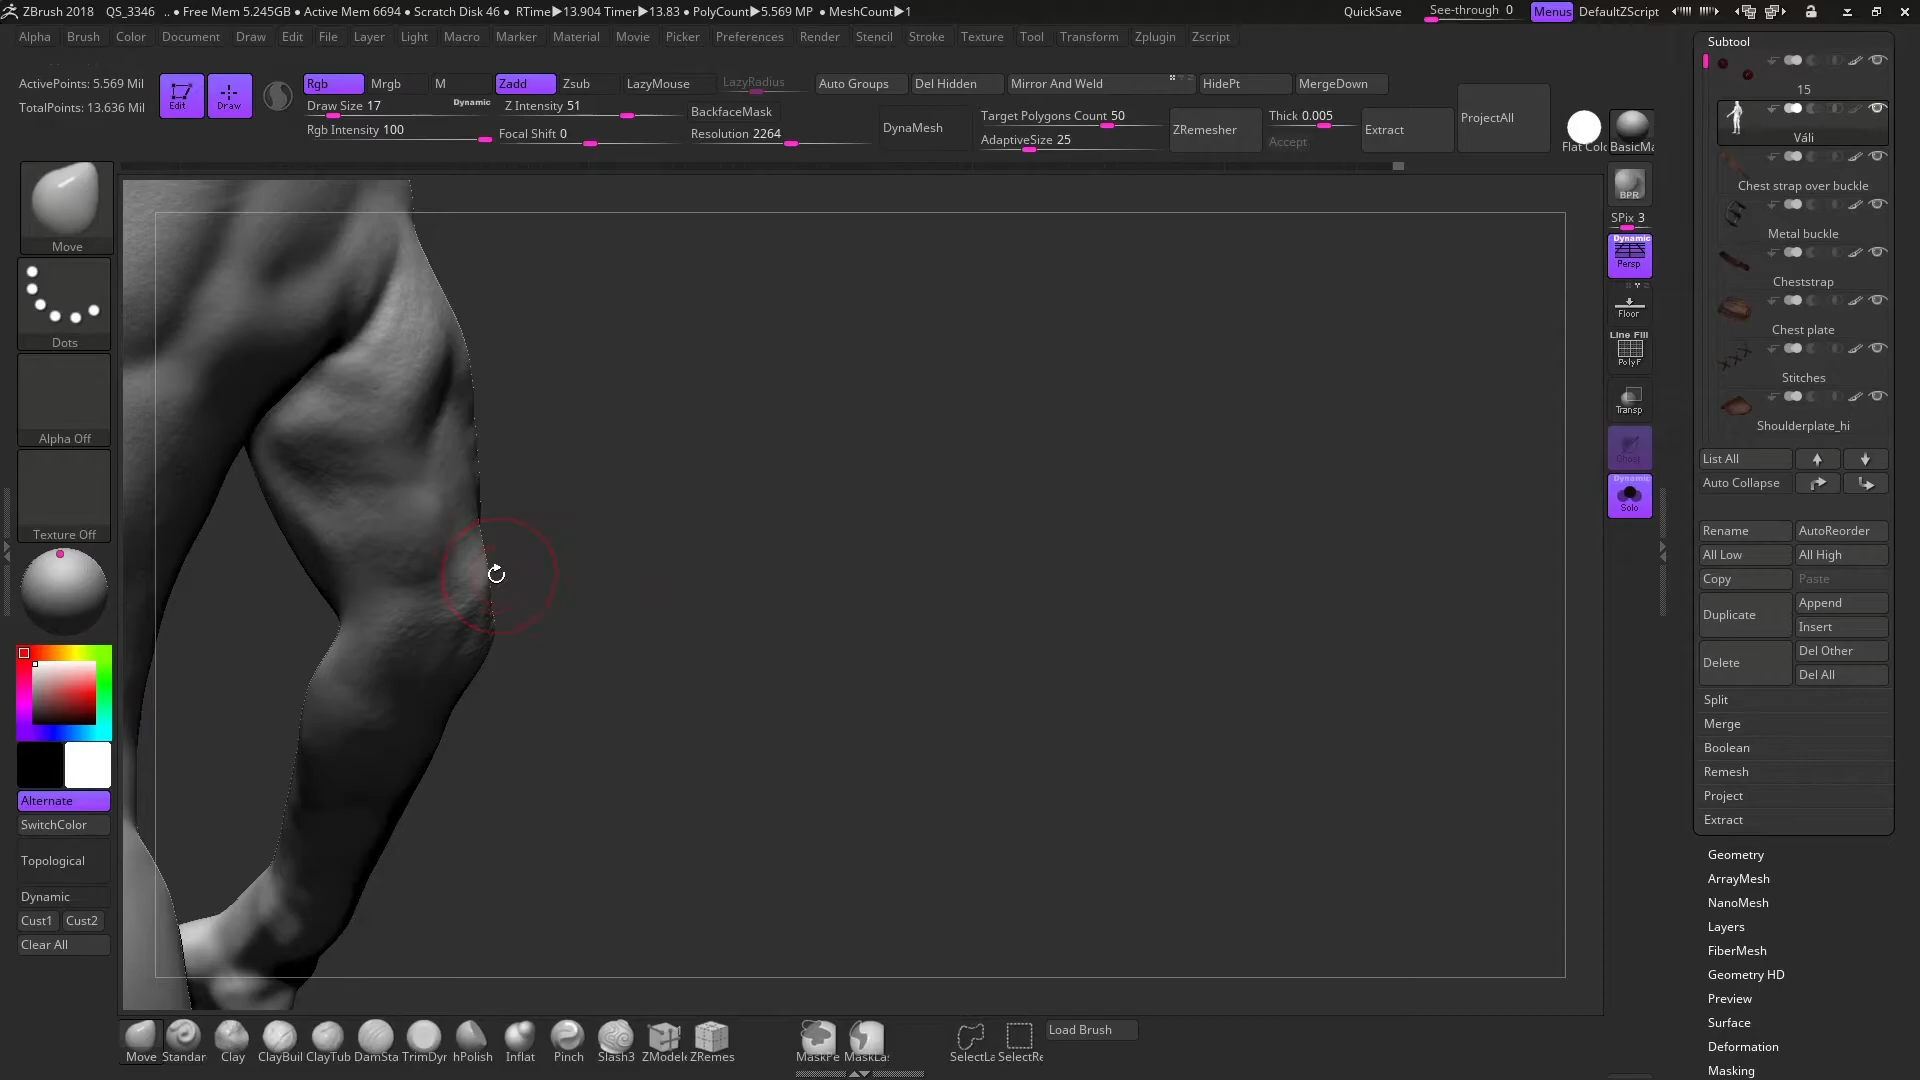 ZBrush 2018 QS_3346 .. ● Free Mem 5.245GB ● Active Mem 6694 ● Scratch Disk 46 ● RTime▶13.904 Timer▶13.83 ● PolyCount▶5.569 MP ● MeshCount▶1 QuickSave See-through 0 Menus DefaultZScript
Alpha Brush Color Document Draw Edit File Layer Light Macro Marker Material Movie Picker Preferences Render Stencil Stroke Texture Tool Transform Zplugin Zscript
ActivePoints: 5.569 Mil
TotalPoints: 13.636 Mil
Edit
Draw
Rgb Mrgb M Zadd Zsub LazyMouse LazyRadius Auto Groups Del Hidden Mirror And Weld HidePt MergeDown
Draw Size 17 Dynamic Z Intensity 51 BackfaceMask
Rgb Intensity 100 Focal Shift 0 Resolution 2264
DynaMesh
Target Polygons Count 50
AdaptiveSize 25
ZRemesher
Thick 0.005
Accept
Extract
ProjectAll
Flat Colo BasicMa
Move
Dots
Alpha Off
Texture Off
Alternate
SwitchColor
Topological
Dynamic
Cust1 Cust2
Clear All
BPR
SPix 3
Dynamic
Persp
Floor
Line Fill
PolyF
Transp
Ghost
Dynamic
Solo
Subtool
15
Váli
Chest strap over buckle
Metal buckle
Cheststrap
Chest plate
Stitches
Shoulderplate_hi
List All
Auto Collapse
Rename AutoReorder
All Low All High
Copy Paste
Duplicate Append
Insert
Delete Del Other
Del All
Split
Merge
Boolean
Remesh
Project
Extract
Geometry
ArrayMesh
NanoMesh
Layers
FiberMesh
Geometry HD
Preview
Surface
Deformation
Masking
Move Standar Clay ClayBuil ClayTub DamSta TrimDyr hPolish Inflat Pinch Slash3 ZModele ZRemes MaskPe MaskLa: SelectLa SelectRe Load Brush